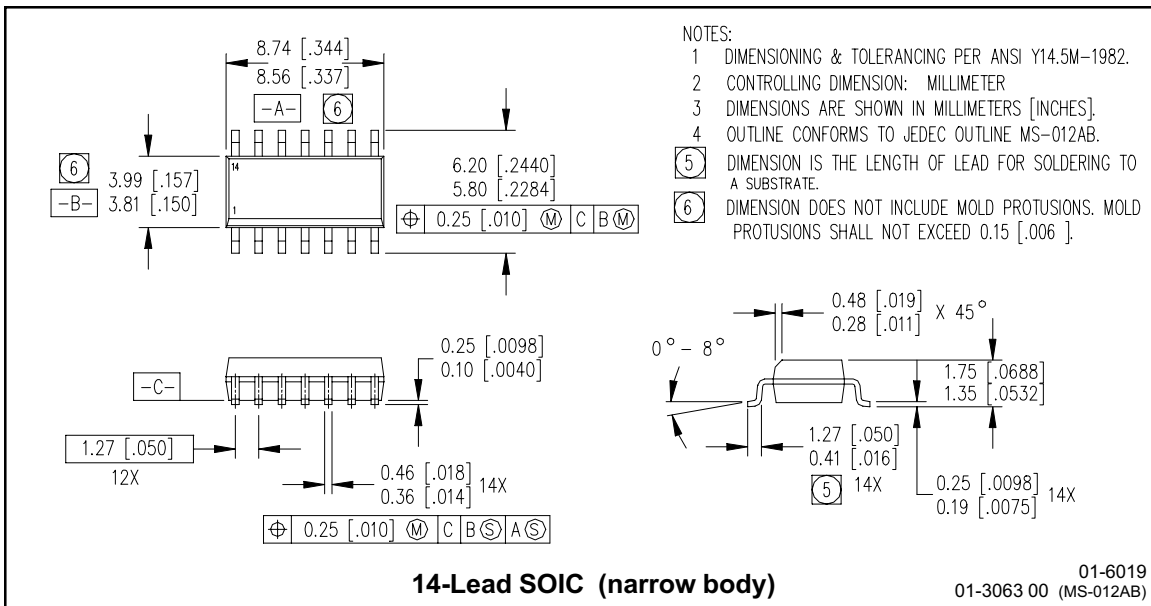 8.74 [.344]
8.56 [.337]
-A- 6
6
3.99 [.157]
-B- 3.81 [.150]
14
1
6.20 [.2440]
5.80 [.2284]
⌖ 0.25 [.010] Ⓜ C B Ⓜ
NOTES:
1 DIMENSIONING & TOLERANCING PER ANSI Y14.5M-1982.
2 CONTROLLING DIMENSION: MILLIMETER
3 DIMENSIONS ARE SHOWN IN MILLIMETERS [INCHES].
4 OUTLINE CONFORMS TO JEDEC OUTLINE MS-012AB.
5 DIMENSION IS THE LENGTH OF LEAD FOR SOLDERING TO
A SUBSTRATE.
6 DIMENSION DOES NOT INCLUDE MOLD PROTUSIONS. MOLD
PROTUSIONS SHALL NOT EXCEED 0.15 [.006 ].
-C-
0.25 [.0098]
0.10 [.0040]
1.27 [.050]
12X
0.46 [.018]
0.36 [.014] 14X
⌖ 0.25 [.010] Ⓜ C B Ⓢ A Ⓢ
0.48 [.019]
0.28 [.011] X 45°
0°- 8°
1.75 [.0688]
1.35 [.0532]
1.27 [.050]
0.41 [.016]
5 14X
0.25 [.0098]
0.19 [.0075] 14X
14-Lead SOIC (narrow body)
01-6019
01-3063 00 (MS-012AB)